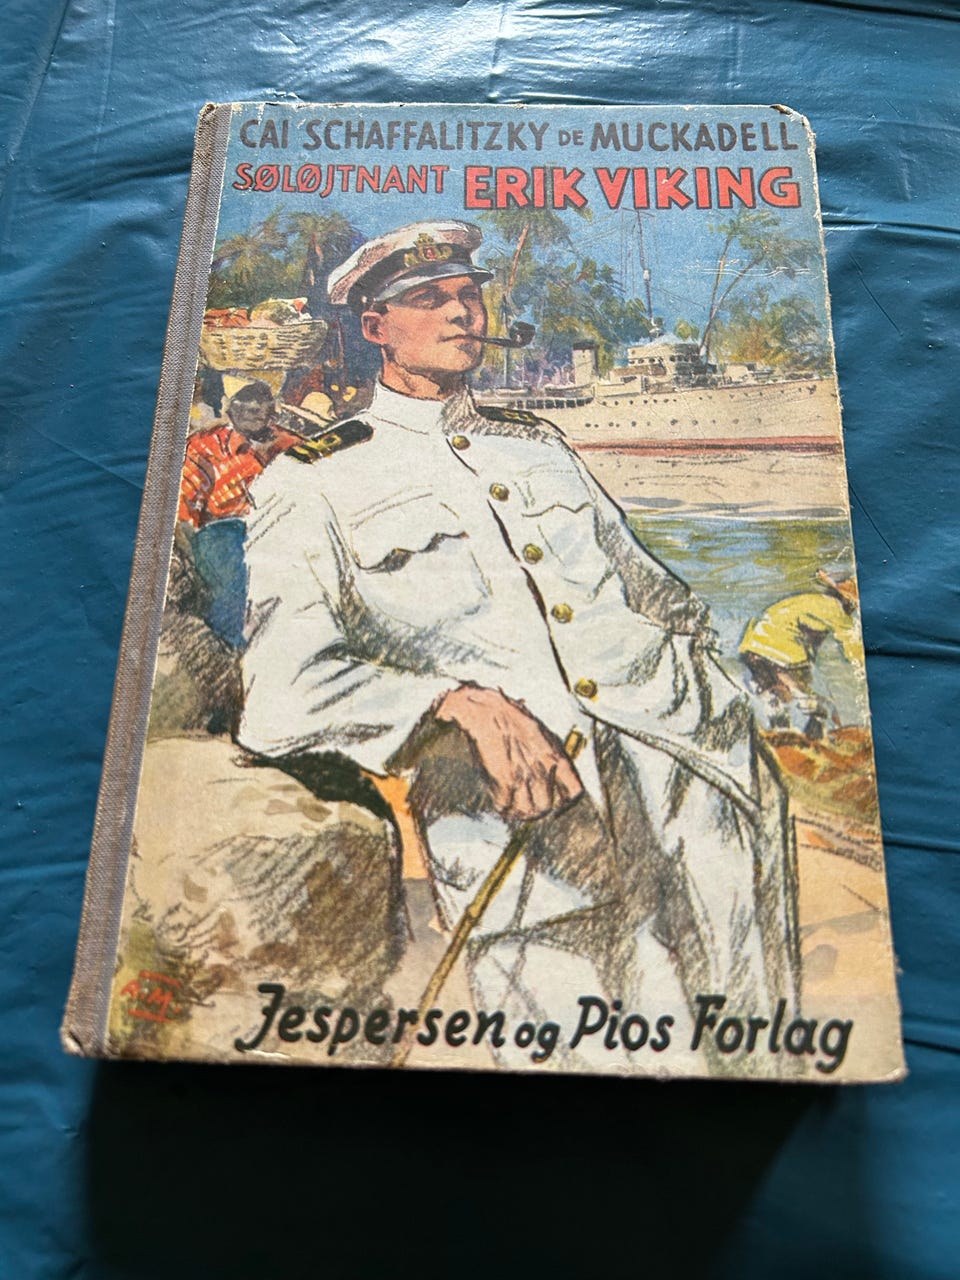 CAI SCHAFFALITZKY DE MUCKADELL
SØLØJTNANT ERIK VIKING
A.M.
Jespersen og Pios Forlag